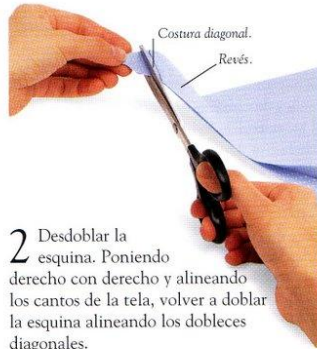 Costura diagonal.
Revés.
2 Desdoblar la
esquina. Poniendo
derecho con derecho y alineando
los cantos de la tela, volver a doblar
la esquina alineando los dobleces
diagonales.